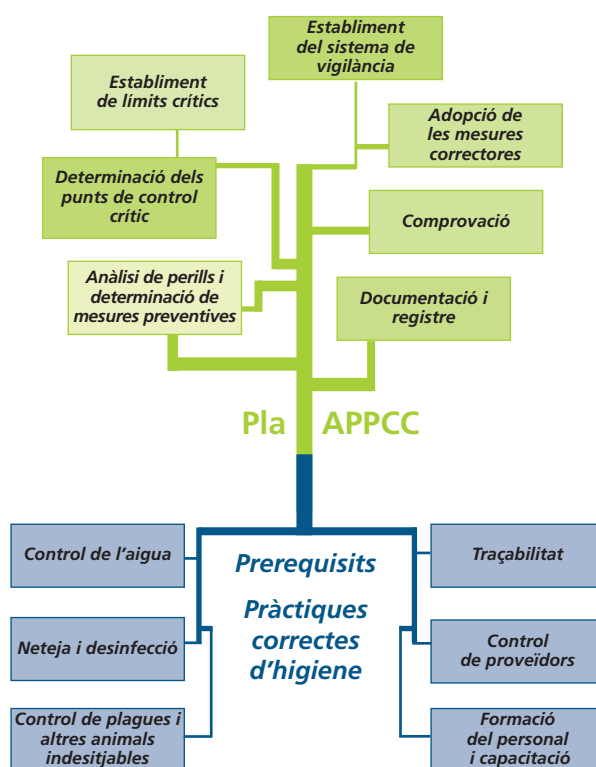 Establiment
del sistema de
vigilància
Establiment
de límits crítics
Adopció de
les mesures
correctores
Determinació dels
punts de control
crític
Comprovació
Anàlisi de perills i
determinació de
mesures preventives
Documentació i
registre
Pla APPCC
Control de l’aigua
Prerequisits
Traçabilitat
Pràctiques
correctes
d’higiene
Neteja i desinfecció
Control
de proveïdors
Control de plagues i
altres animals
indesitjables
Formació
del personal
i capacitació